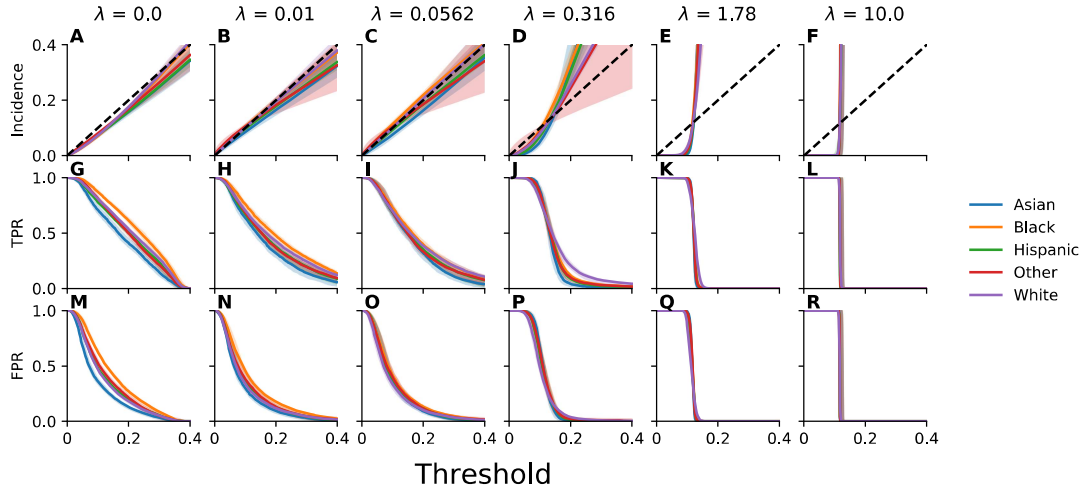 λ = 0.0 λ = 0.01 λ = 0.0562 λ = 0.316 λ = 1.78 λ = 10.0
A B C D E F
Incidence
0.4
0.2
0.0
G H I J K L
TPR
1.0
0.5
0.0
M N O P Q R
FPR
1.0
0.5
0.0
0 0.2 0.4 0 0.2 0.4 0 0.2 0.4 0 0.2 0.4 0 0.2 0.4 0 0.2 0.4
Threshold
Asian
Black
Hispanic
Other
White